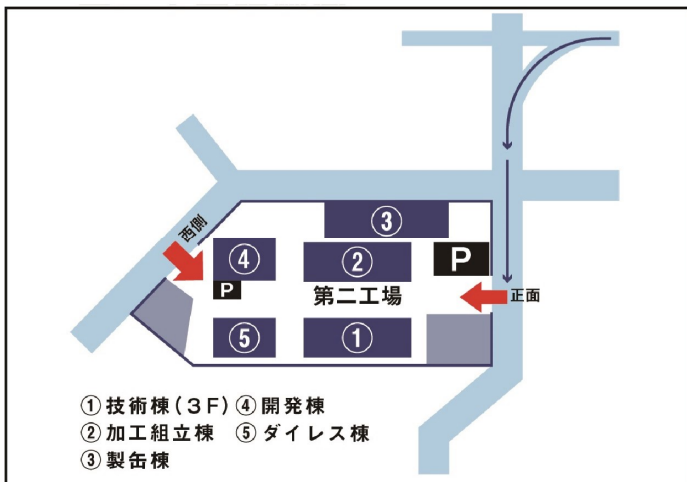 西側
③
④
②
P
P
第二工場
正面
⑤
①
①技術棟(3F)④開発棟
②加工組立棟 ⑤ダイレス棟
③製缶棟